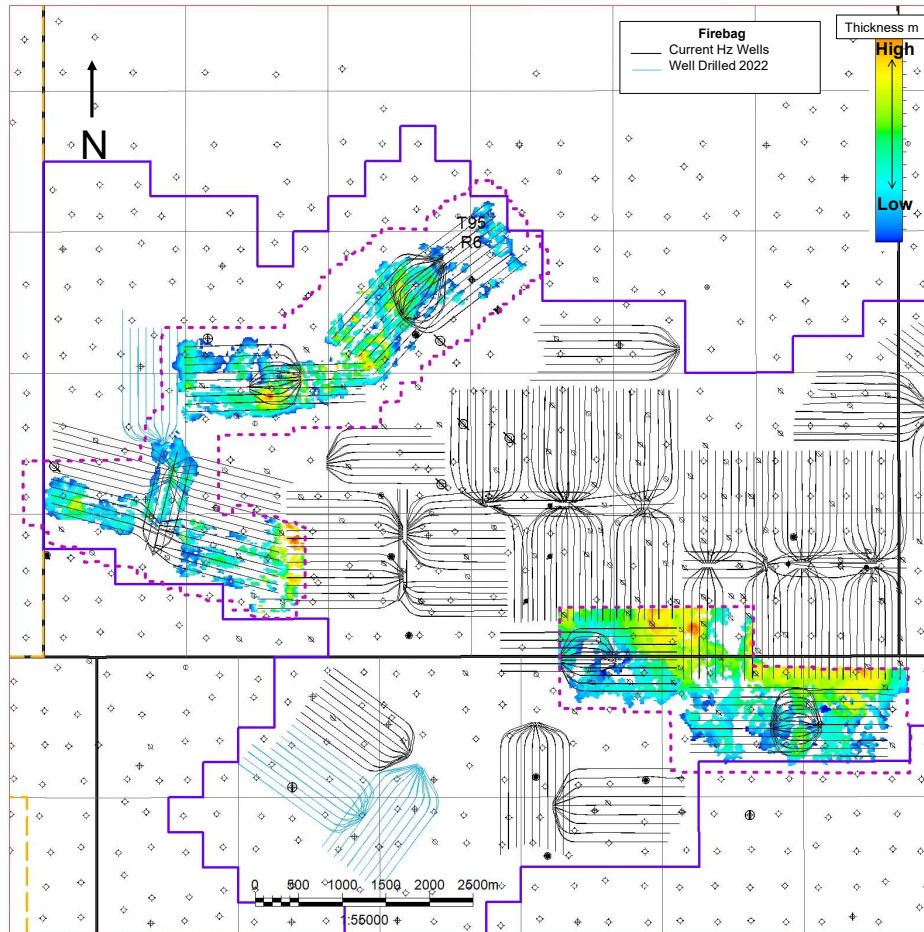 Firebag
Current Hz Wells
Well Drilled 2022
Thickness m
High
Low
N
T95
R6
0 500 1000 1500 2000 2500m
1:55000